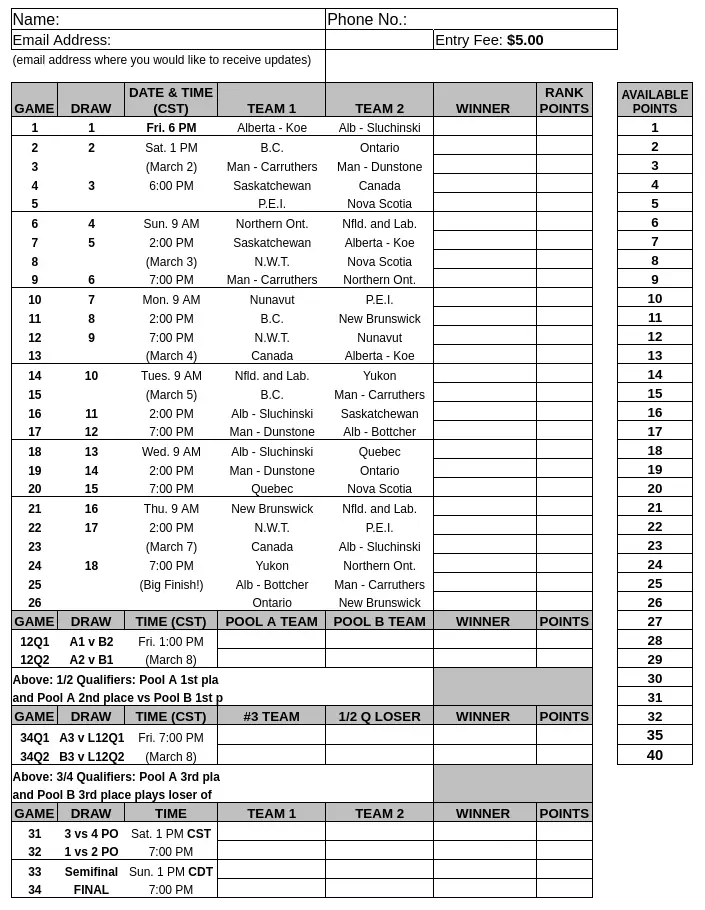 Name: Phone No.:
Email Address: Entry Fee: $5.00
(email address where you would like to receive updates)
GAME DRAW DATE & TIME (CST) TEAM 1 TEAM 2 WINNER RANK POINTS AVAILABLE POINTS
1 1 Fri. 6 PM Alberta - Koe Alb - Sluchinski 1
2 2 Sat. 1 PM B.C. Ontario 2
3 (March 2) Man - Carruthers Man - Dunstone 3
4 3 6:00 PM Saskatchewan Canada 4
5 P.E.I. Nova Scotia 5
6 4 Sun. 9 AM Northern Ont. Nfld. and Lab. 6
7 5 2:00 PM Saskatchewan Alberta - Koe 7
8 (March 3) N.W.T. Nova Scotia 8
9 6 7:00 PM Man - Carruthers Northern Ont. 9
10 7 Mon. 9 AM Nunavut P.E.I. 10
11 8 2:00 PM B.C. New Brunswick 11
12 9 7:00 PM N.W.T. Nunavut 12
13 (March 4) Canada Alberta - Koe 13
14 10 Tues. 9 AM Nfld. and Lab. Yukon 14
15 (March 5) B.C. Man - Carruthers 15
16 11 2:00 PM Alb - Sluchinski Saskatchewan 16
17 12 7:00 PM Man - Dunstone Alb - Bottcher 17
18 13 Wed. 9 AM Alb - Sluchinski Quebec 18
19 14 2:00 PM Man - Dunstone Ontario 19
20 15 7:00 PM Quebec Nova Scotia 20
21 16 Thu. 9 AM New Brunswick Nfld. and Lab. 21
22 17 2:00 PM N.W.T. P.E.I. 22
23 (March 7) Canada Alb - Sluchinski 23
24 18 7:00 PM Yukon Northern Ont. 24
25 (Big Finish!) Alb - Bottcher Man - Carruthers 25
26 Ontario New Brunswick 26
GAME DRAW TIME (CST) POOL A TEAM POOL B TEAM WINNER POINTS 27
12Q1 A1 v B2 Fri. 1:00 PM 28
12Q2 A2 v B1 (March 8) 29
Above: 1/2 Qualifiers: Pool A 1st pla 30
and Pool A 2nd place vs Pool B 1st p 31
GAME DRAW TIME (CST) #3 TEAM 1/2 Q LOSER WINNER POINTS 32
34Q1 A3 v L12Q1 Fri. 7:00 PM 35
34Q2 B3 v L12Q2 (March 8) 40
Above: 3/4 Qualifiers: Pool A 3rd pla
and Pool B 3rd place plays loser of
GAME DRAW TIME TEAM 1 TEAM 2 WINNER POINTS
31 3 vs 4 PO Sat. 1 PM CST
32 1 vs 2 PO 7:00 PM
33 Semifinal Sun. 1 PM CDT
34 FINAL 7:00 PM